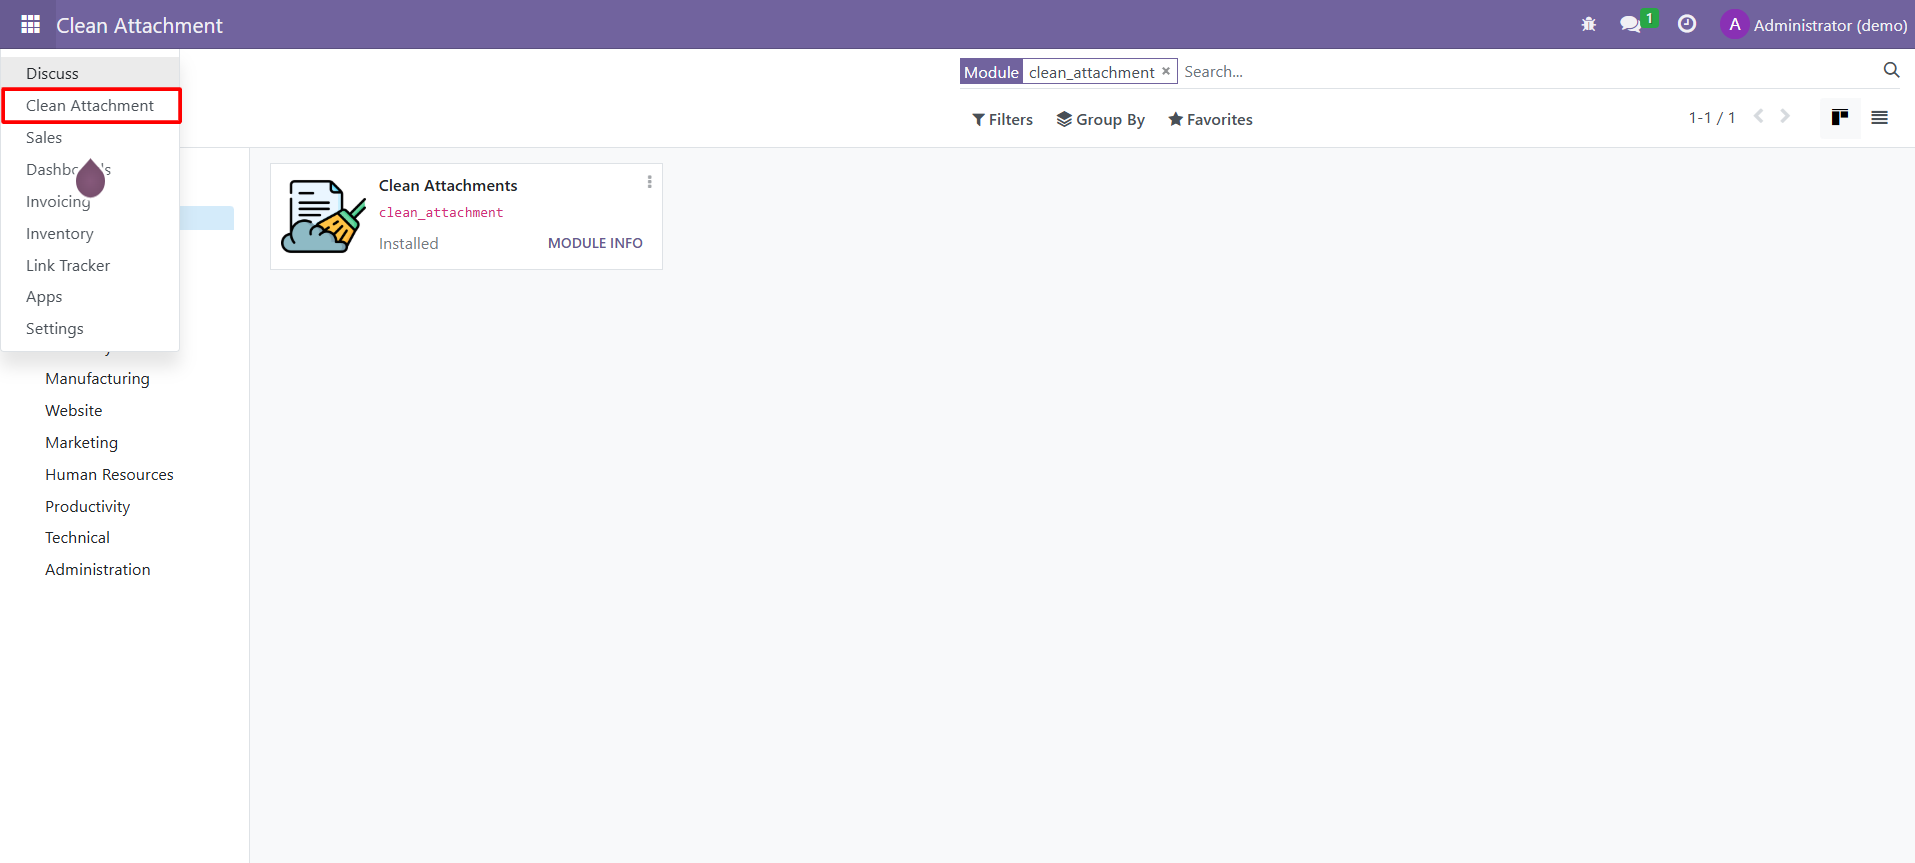 Clean Attachment
1
A
Administrator (demo)
Discuss
Clean Attachment
Sales
Invoicing
Inventory
Link Tracker
Apps
Settings
Manufacturing
Website
Marketing
Human Resources
Productivity
Technical
Administration
Module clean_attachment × Search...
Filters
Group By
Favorites
1-1 / 1
Clean Attachments
clean_attachment
Installed
MODULE INFO